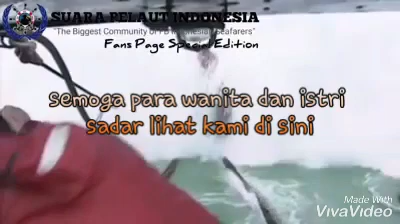 SUARA PELAUT INDONESIA
"The Biggest Community of FB Indonesian Seafarers"
Fans Page Special Edition
semoga para wanita dan istri
sadar lihat kami di sini
Made With
VivaVideo